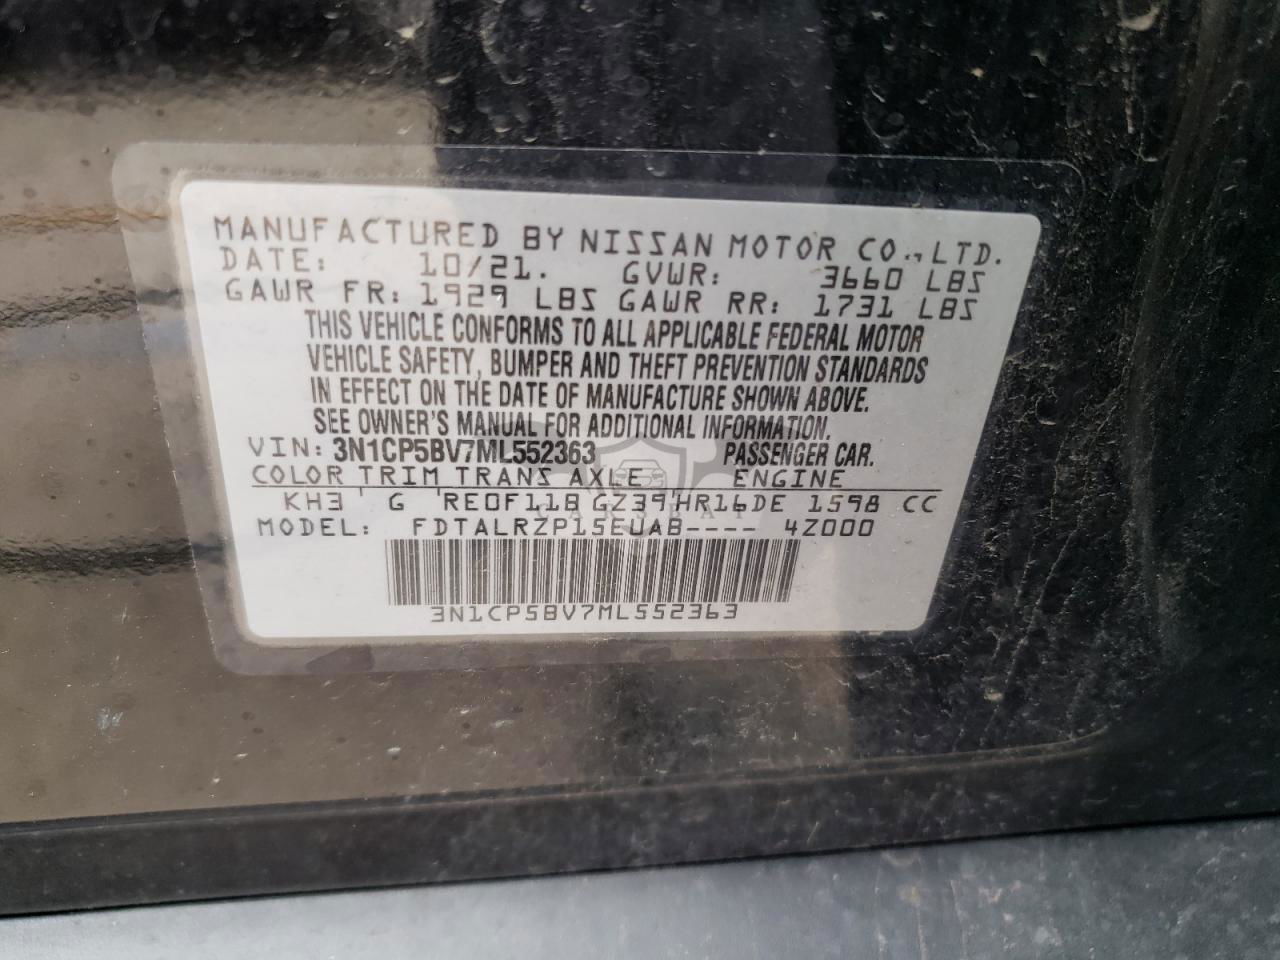 MANUFACTURED BY NISSAN MOTOR CO., LTD.
DATE: 10/21. GVWR: 3660 LBS
GAWR FR: 1929 LBS GAWR RR: 1731 LBS
THIS VEHICLE CONFORMS TO ALL APPLICABLE FEDERAL MOTOR
VEHICLE SAFETY, BUMPER AND THEFT PREVENTION STANDARDS
IN EFFECT ON THE DATE OF MANUFACTURE SHOWN ABOVE.
SEE OWNER'S MANUAL FOR ADDITIONAL INFORMATION.
VIN: 3N1CP5BV7ML552363 PASSENGER CAR.
COLOR TRIM TRANS AXLE ENGINE
KH3 G RE0F11B GZ39 HR16DE 1598 CC
MODEL: FDTALRZP15EUAB---- 4Z000
3N1CP5BV7ML552363